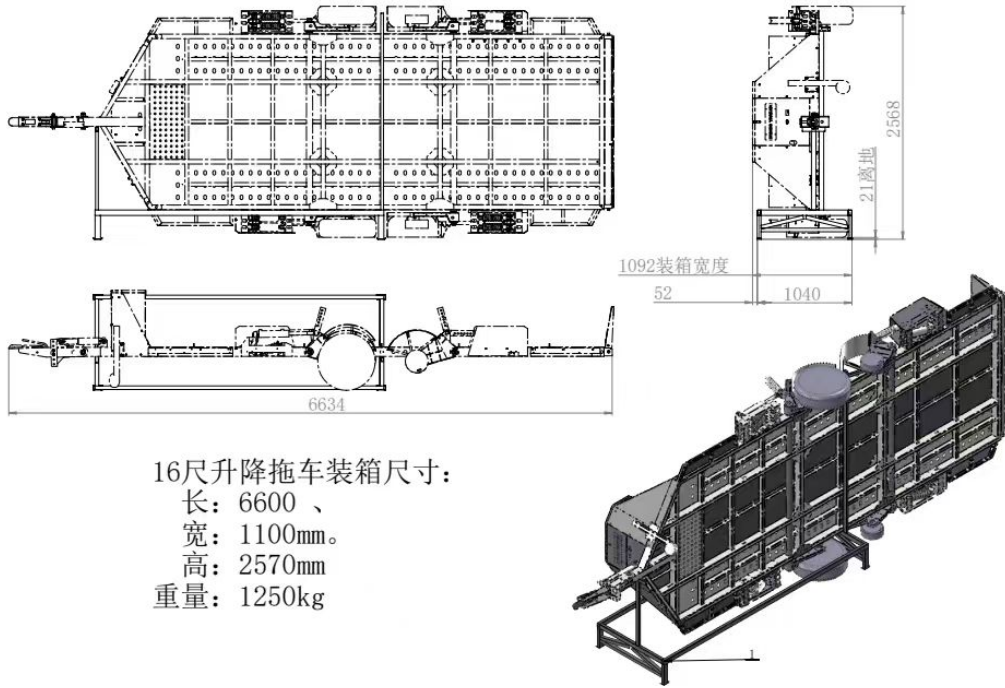 2568
21离地
1092装箱宽度
52
1040
6634
16尺升降拖车装箱尺寸：
长：6600 、
宽：1100mm。
高：2570mm
重量：1250kg
1